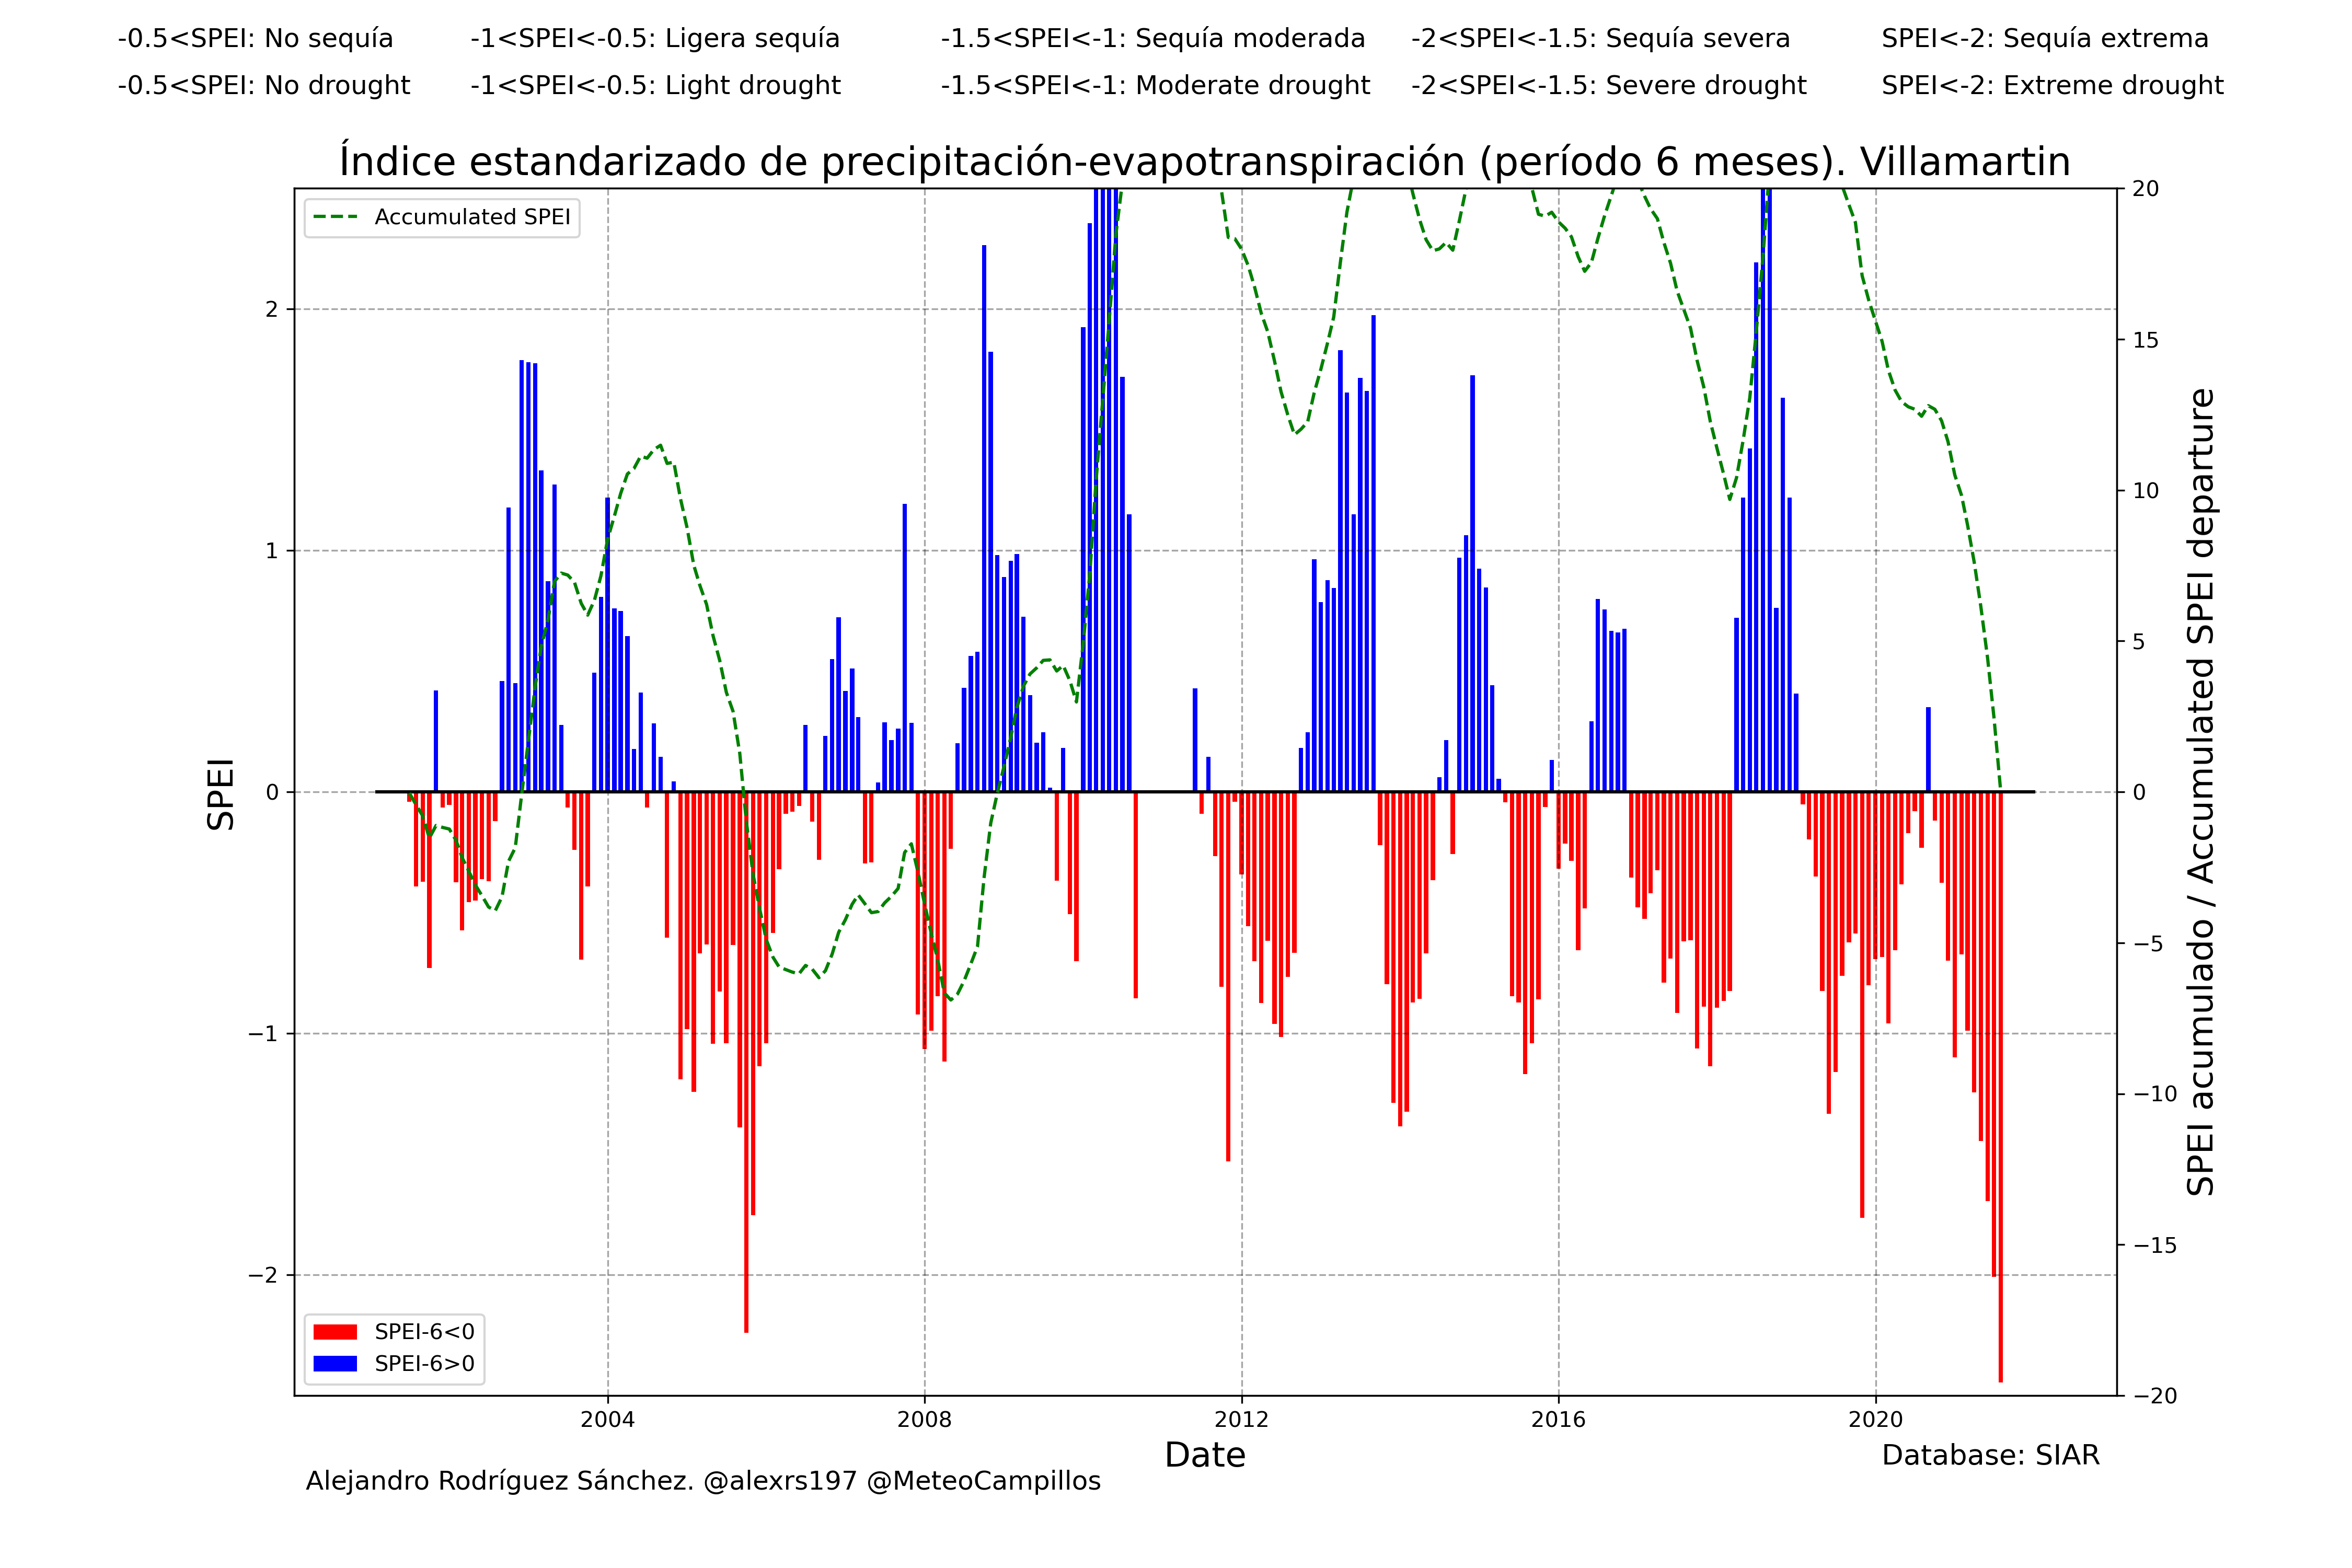 -0.5<SPEI: No sequía -1<SPEI<-0.5: Ligera sequía -1.5<SPEI<-1: Sequía moderada -2<SPEI<-1.5: Sequía severa SPEI<-2: Sequía extrema
-0.5<SPEI: No drought -1<SPEI<-0.5: Light drought -1.5<SPEI<-1: Moderate drought -2<SPEI<-1.5: Severe drought SPEI<-2: Extreme drought
Índice estandarizado de precipitación-evapotranspiración (período 6 meses). Villamartin
Accumulated SPEI
SPEI
2
1
0
−1
−2
20
15
10
5
0
−5
−10
−15
−20
SPEI acumulado / Accumulated SPEI departure
SPEI-6<0
SPEI-6>0
2004 2008 2012 2016 2020
Date
Database: SIAR
Alejandro Rodríguez Sánchez. @alexrs197 @MeteoCampillos